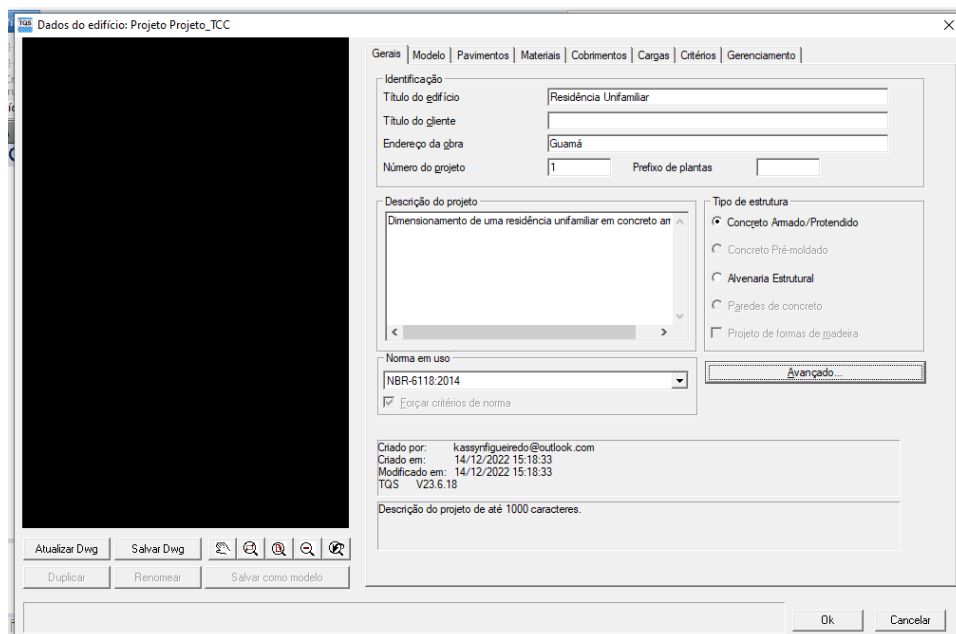 TQS Dados do edifício: Projeto Projeto_TCC
Gerais Modelo Pavimentos Materiais Cobrimentos Cargas Critérios Gerenciamento
Identificação
Título do edifício Residência Unifamiliar
Título do cliente
Endereço da obra Guamá
Número do projeto 1 Prefixo de plantas
Descrição do projeto
Dimensionamento de uma residência unifamiliar em concreto arr
Tipo de estrutura
Concreto Armado/Protendido
Concreto Pré-moldado
Alvenaria Estrutural
Paredes de concreto
Projeto de formas de madeira
Norma em uso
NBR-6118:2014
Forçar critérios de norma
Avançado...
Criado por: kassynfigueiredo@outlook.com
Criado em: 14/12/2022 15:18:33
Modificado em: 14/12/2022 15:18:33
TQS V23.6.18
Descrição do projeto de até 1000 caracteres.
Atualizar Dwg Salvar Dwg
Duplicar Renomear Salvar como modelo
Ok Cancelar